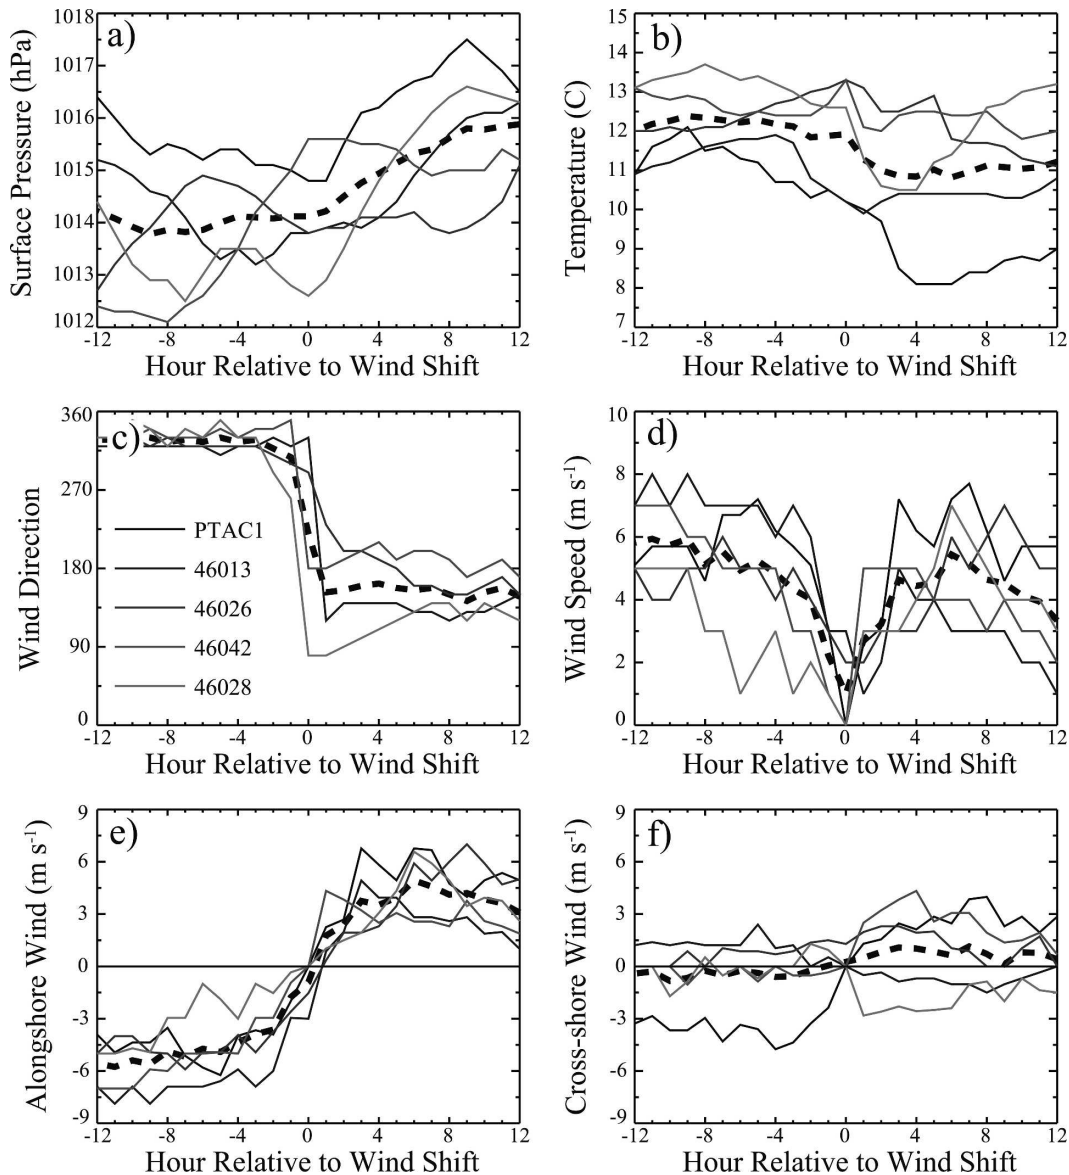 a)
Surface Pressure (hPa)
1018
1017
1016
1015
1014
1013
1012
-12 -8 -4 0 4 8 12
Hour Relative to Wind Shift
b)
Temperature (C)
15
14
13
12
11
10
9
8
7
-12 -8 -4 0 4 8 12
Hour Relative to Wind Shift
c)
Wind Direction
360
270
180
90
0
PTAC1
46013
46026
46042
46028
-12 -8 -4 0 4 8 12
Hour Relative to Wind Shift
d)
Wind Speed (m s⁻¹)
10
8
6
4
2
0
-12 -8 -4 0 4 8 12
Hour Relative to Wind Shift
e)
Alongshore Wind (m s⁻¹)
9
6
3
0
-3
-6
-9
-12 -8 -4 0 4 8 12
Hour Relative to Wind Shift
f)
Cross-shore Wind (m s⁻¹)
9
6
3
0
-3
-6
-9
-12 -8 -4 0 4 8 12
Hour Relative to Wind Shift